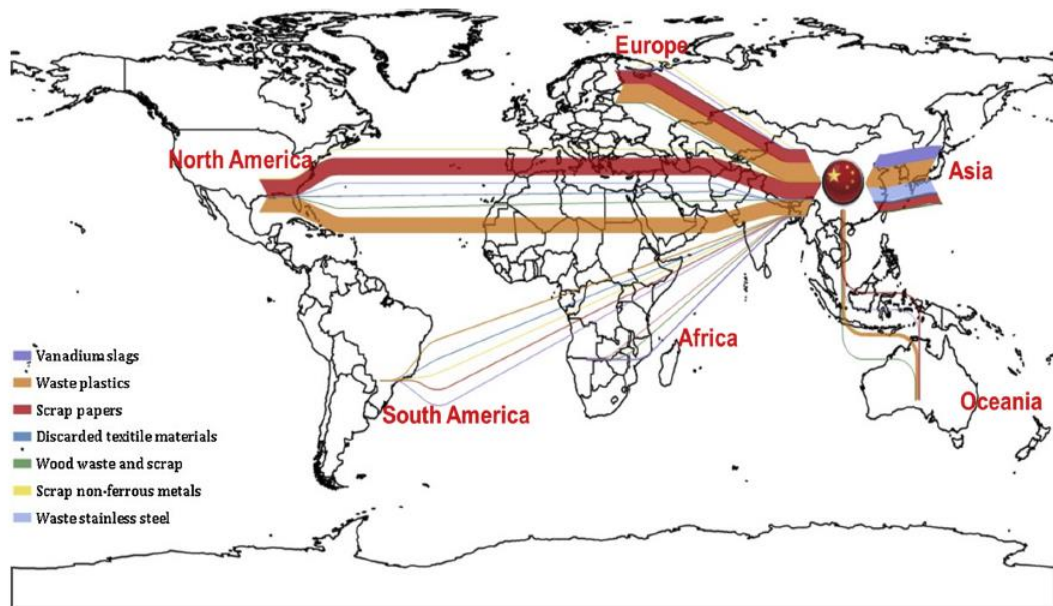 Europe
North America
Asia
Africa
South America
Oceania
Vanadium slags
Waste plastics
Scrap papers
Discarded textitile materials
Wood waste and scrap
Scrap non-ferrous metals
Waste stainless steel